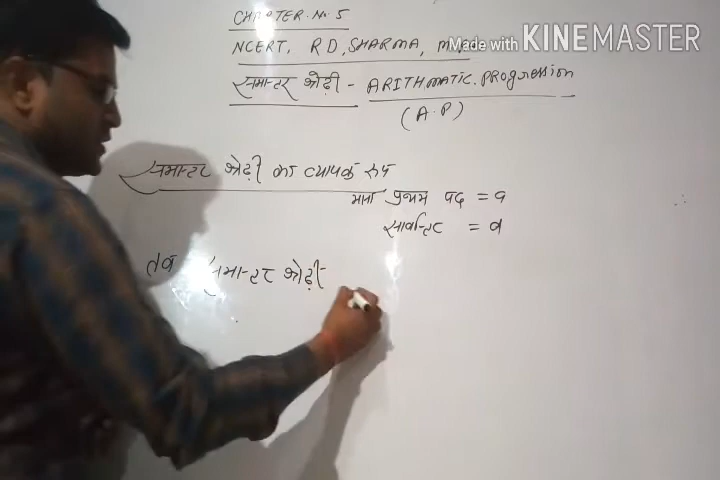 CHAPTER. No. 5
NCERT, RD, SHARMA, M
Made with KINEMASTER
समान्तर श्रेढ़ी - ARITHMATIC. PROGRESSION
(A.P)
समान्तर श्रेढ़ी का व्यापक रूप
माना प्रथम पद = a
सार्वान्तर = d
तब समान्तर श्रेढ़ी-